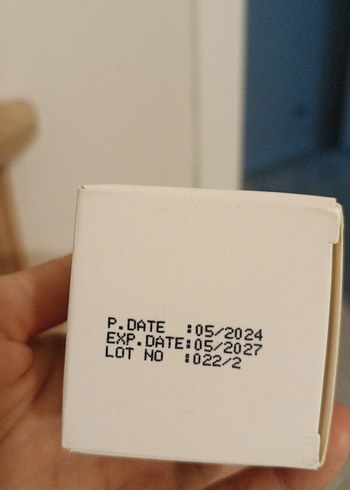 P.DATE :05/2024
EXP.DATE:05/2027
LOT NO :022/2